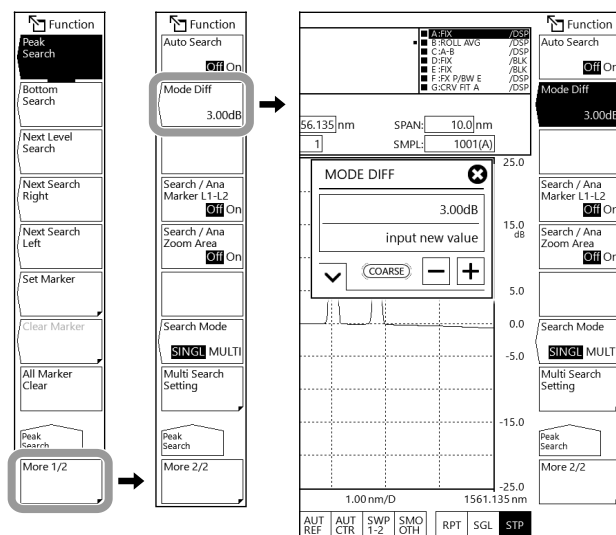 Function
Peak
Search
Bottom
Search
Next Level
Search
Next Search
Right
Next Search
Left
Set Marker
Clear Marker
All Marker
Clear
Peak
Search
More 1/2
Function
Auto Search
Off On
Mode Diff
3.00dB
Search / Ana
Marker L1-L2
Off On
Search / Ana
Zoom Area
Off On
Search Mode
SINGL MULTI
Multi Search
Setting
Peak
Search
More 2/2
A:FIX /DSP
B:ROLL AVG /DSP
C:A-B /DSP
D:FIX /BLK
E:FIX /BLK
F:FX P/BW E /DSP
G:CRV FIT A /DSP
56.135 nm SPAN: 10.0 nm
1 SMPL: 1001(A)
MODE DIFF
3.00dB
input new value
COARSE
25.0
15.0
dB
5.0
0.0
-5.0
-15.0
-25.0
1.00 nm/D 1561.135 nm
AUT
REF
AUT
CTR
SWP
1-2
SMO
OTH
RPT
SGL
STP
Function
Auto Search
Off On
Mode Diff
3.00dB
Search / Ana
Marker L1-L2
Off On
Search / Ana
Zoom Area
Off On
Search Mode
SINGL MULTI
Multi Search
Setting
Peak
Search
More 2/2